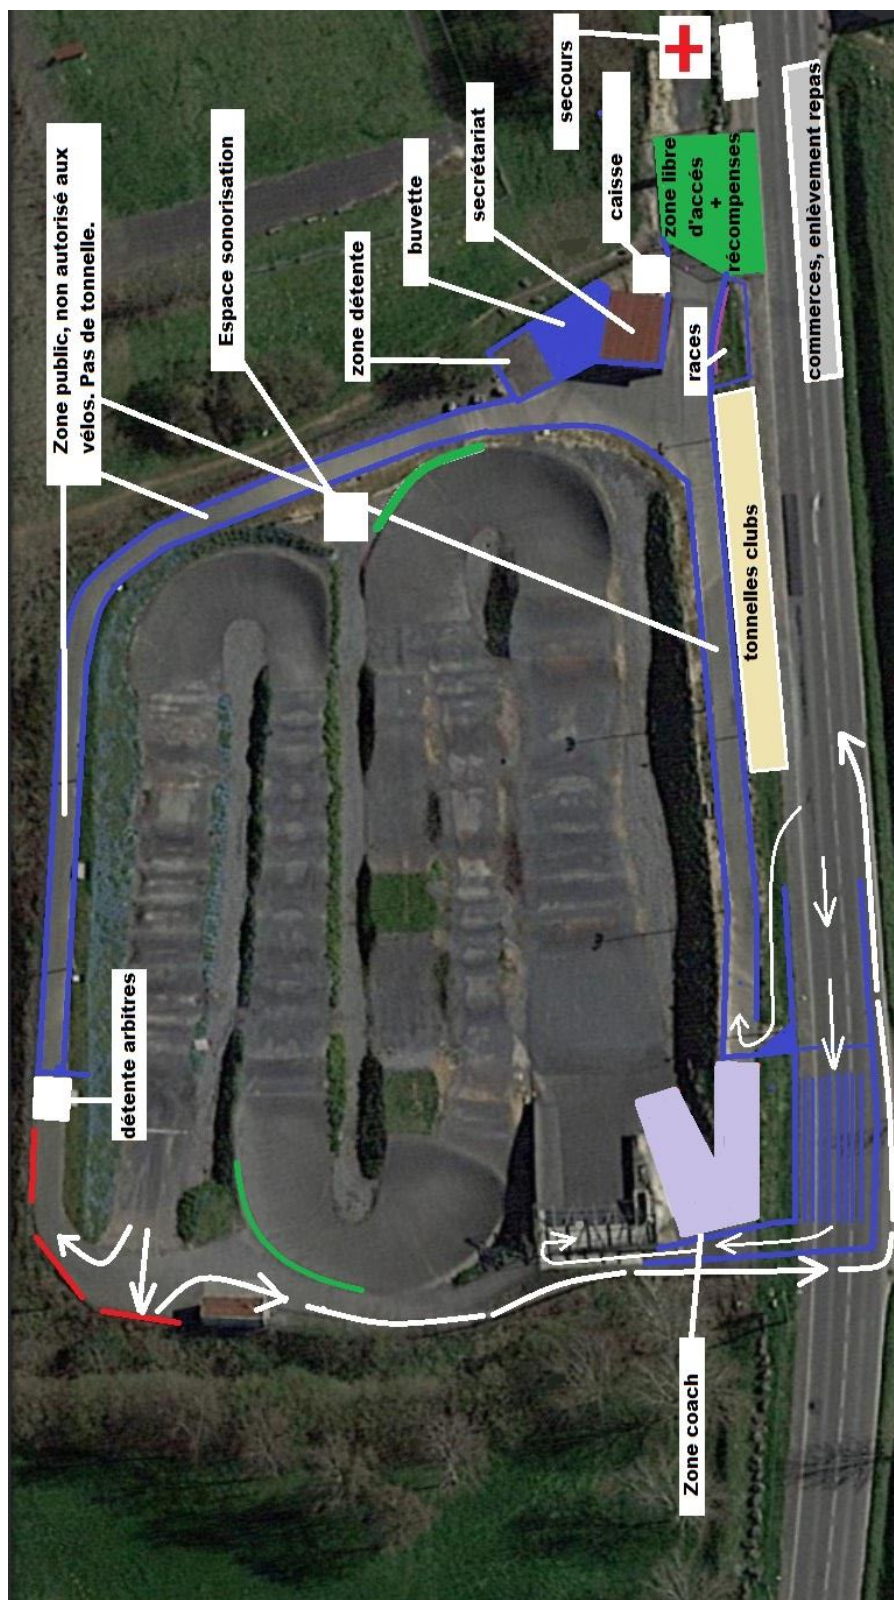 Zone public, non autorisé aux
vélos. Pas de tonnelle.
Espace sonorisation
zone détente
buvette
secrétariat
secours
caisse
zone libre
d'accés
+
récompenses
commerces, enlèvement repas
races
tonnelles clubs
détente arbitres
Zone coach